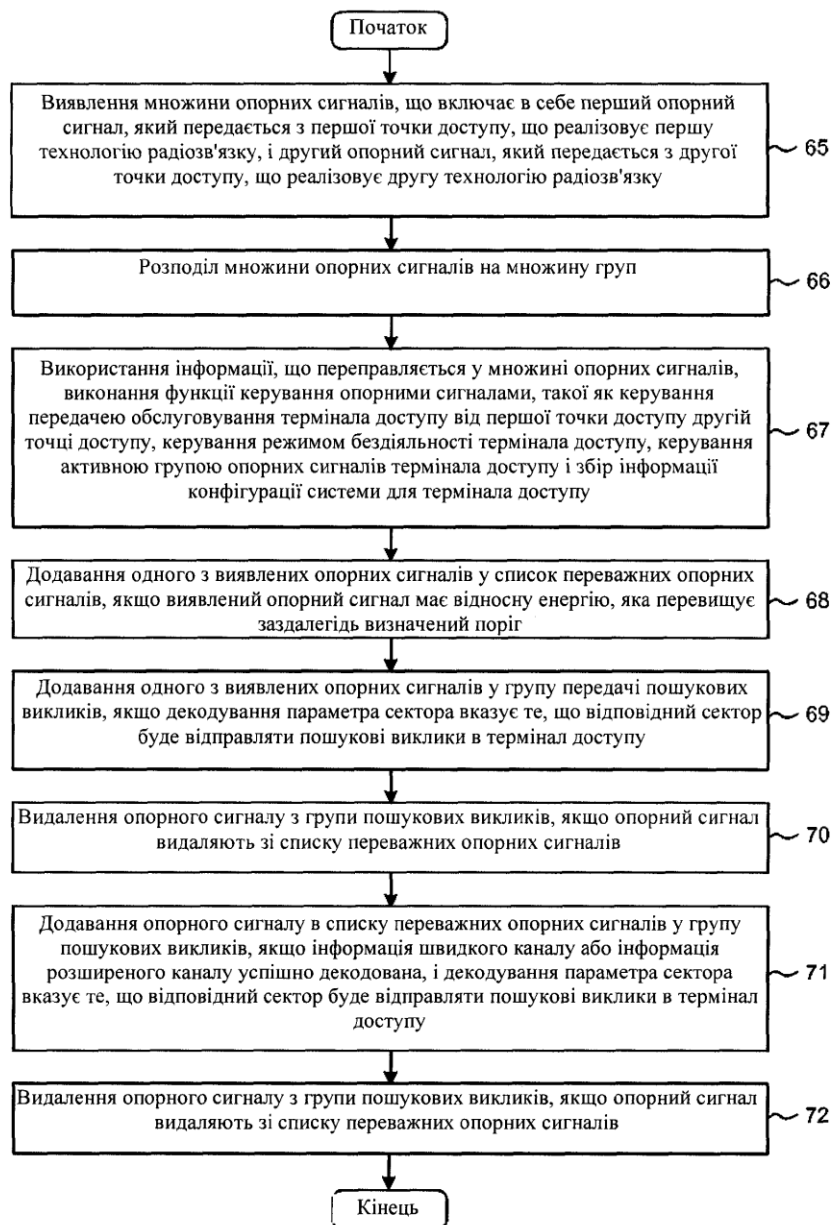 Початок
Виявлення множини опорних сигналів, що включає в себе перший опорний
сигнал, який передається з першої точки доступу, що реалізовує першу
технологію радіозв'язку, і другий опорний сигнал, який передається з другої
точки доступу, що реалізовує другу технологію радіозв'язку
65
Розподіл множини опорних сигналів на множину груп
66
Використання інформації, що переправляється у множині опорних сигналів,
виконання функції керування опорними сигналами, такої як керування
передачею обслуговування термінала доступу від першої точки доступу другій
точці доступу, керування режимом бездіяльності термінала доступу, керування
активною групою опорних сигналів термінала доступу і збір інформації
конфігурації системи для термінала доступу
67
Додавання одного з виявлених опорних сигналів у список переважних опорних
сигналів, якщо виявлений опорний сигнал має відносну енергію, яка перевищує
заздалегідь визначений поріг
68
Додавання одного з виявлених опорних сигналів у групу передачі пошукових
викликів, якщо декодування параметра сектора вказує те, що відповідний сектор
буде відправляти пошукові виклики в термінал доступу
69
Видалення опорного сигналу з групи пошукових викликів, якщо опорний сигнал
видаляють зі списку переважних опорних сигналів
70
Додавання опорного сигналу в списку переважних опорних сигналів у групу
пошукових викликів, якщо інформація швидкого каналу або інформація
розширеного каналу успішно декодована, і декодування параметра сектора
вказує те, що відповідний сектор буде відправляти пошукові виклики в термінал
доступу
71
Видалення опорного сигналу з групи пошукових викликів, якщо опорний сигнал
видаляють зі списку переважних опорних сигналів
72
Кінець